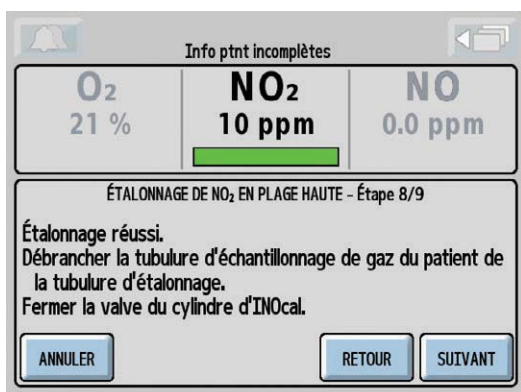 Info ptnt incomplètes
O₂ NO₂ NO
21 % 10 ppm 0.0 ppm
ÉTALONNAGE DE NO₂ EN PLAGE HAUTE - Étape 8/9
Étalonnage réussi.
Débrancher la tubulure d'échantillonnage de gaz du patient de
la tubulure d'étalonnage.
Fermer la valve du cylindre d'INOcal.
ANNULER RETOUR SUIVANT